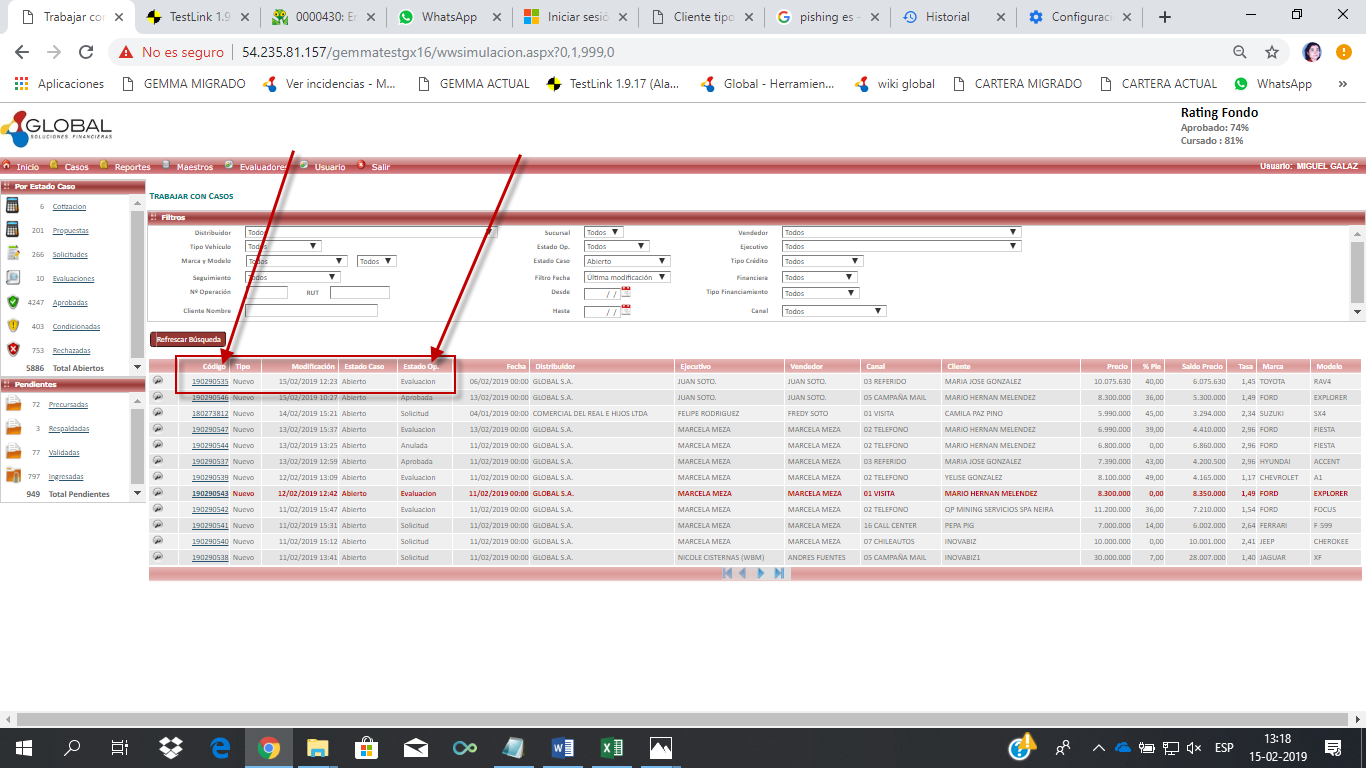 Trabajar cor
TestLink 1.9
0000430: Er
WhatsApp
Iniciar sesió
Cliente tipo
pishing es -
Historial
Configuraci
No es seguro | 54.235.81.157/gemmatestgx16/wwsimulacion.aspx?0,1,999,0
Aplicaciones
GEMMA MIGRADO
Ver incidencias - M...
GEMMA ACTUAL
TestLink 1.9.17 (Ala...
Global - Herramien...
wiki global
CARTERA MIGRADO
CARTERA ACTUAL
WhatsApp
»
GLOBAL
SOLUCIONES FINANCIERAS
Rating Fondo
Aprobado: 74%
Cursado : 81%
Inicio Casos Reportes Maestros Evaluadores Usuario Salir
Usuario: MIGUEL GALAZ
Por Estado Caso
6 Cotizacion
201 Propuestas
266 Solicitudes
10 Evaluaciones
4247 Aprobadas
403 Condicionadas
753 Rechazadas
5886 Total Abiertos
Pendientes
72 Precursadas
3 Respaldadas
77 Validadas
797 Ingresadas
949 Total Pendientes
TRABAJAR CON CASOS
Filtros
Distribuidor Todos Sucursal Todos Vendedor Todos
Tipo Vehículo Todos Estado Op. Todos Ejecutivo Todos
Marca y Modelo Todos Todos Estado Caso Abierto Tipo Crédito Todos
Seguimiento Todos Filtro Fecha Última modificación Financiera Todos
Nº Operación RUT Desde / / Tipo Financiamiento Todos
Cliente Nombre Hasta / / Canal Todos
Refrescar Búsqueda
Código Tipo Modificación Estado Caso Estado Op. Fecha Distribuidor Ejecutivo Vendedor Canal Cliente Precio % Pie Saldo Precio Tasa Marca Modelo
190290535 Nuevo 15/02/2019 12:23 Abierto Evaluacion 06/02/2019 00:00 GLOBAL S.A. JUAN SOTO. JUAN SOTO. 03 REFERIDO MARIA JOSE GONZALEZ 10.075.630 40,00 6.075.630 1,45 TOYOTA RAV4
190290546 Nuevo 15/02/2019 10:27 Abierto Aprobada 13/02/2019 00:00 GLOBAL S.A. JUAN SOTO. JUAN SOTO. 05 CAMPAÑA MAIL MARIO HERNAN MELENDEZ 8.300.000 36,00 5.300.000 1,49 FORD EXPLORER
180273812 Nuevo 14/02/2019 15:21 Abierto Solicitud 04/01/2019 00:00 COMERCIAL DEL REAL E HIJOS LTDA FELIPE RODRIGUEZ FREDY SOTO 01 VISITA CAMILA PAZ PINO 5.990.000 45,00 3.294.000 2,34 SUZUKI SX4
190290547 Nuevo 13/02/2019 15:37 Abierto Evaluacion 13/02/2019 00:00 GLOBAL S.A. MARCELA MEZA MARCELA MEZA 02 TELEFONO MARIO HERNAN MELENDEZ 6.990.000 39,00 4.410.000 2,96 FORD FIESTA
190290544 Nuevo 13/02/2019 13:25 Abierto Anulada 11/02/2019 00:00 GLOBAL S.A. MARCELA MEZA MARCELA MEZA 02 TELEFONO MARIO HERNAN MELENDEZ 6.800.000 0,00 6.860.000 2,96 FORD FIESTA
190290537 Nuevo 13/02/2019 12:59 Abierto Aprobada 11/02/2019 00:00 GLOBAL S.A. MARCELA MEZA MARCELA MEZA 03 REFERIDO MARIA JOSE GONZALEZ 7.390.000 43,00 4.200.500 2,96 HYUNDAI ACCENT
190290539 Nuevo 12/02/2019 13:09 Abierto Evaluacion 11/02/2019 00:00 GLOBAL S.A. MARCELA MEZA MARCELA MEZA 02 TELEFONO YELISE GONZALEZ 8.100.000 49,00 4.165.000 1,17 CHEVROLET A1
190290543 Nuevo 12/02/2019 12:42 Abierto Evaluacion 11/02/2019 00:00 GLOBAL S.A. MARCELA MEZA MARCELA MEZA 01 VISITA MARIO HERNAN MELENDEZ 8.300.000 0,00 8.350.000 1,49 FORD EXPLORER
190290542 Nuevo 11/02/2019 15:47 Abierto Evaluacion 11/02/2019 00:00 GLOBAL S.A. MARCELA MEZA MARCELA MEZA 02 TELEFONO QP MINING SERVICIOS SPA NEIRA 11.200.000 36,00 7.210.000 1,54 FORD FOCUS
190290541 Nuevo 11/02/2019 15:31 Abierto Solicitud 11/02/2019 00:00 GLOBAL S.A. MARCELA MEZA MARCELA MEZA 16 CALL CENTER PEPA PIG 7.000.000 14,00 6.002.000 2,64 FERRARI F-599
190290540 Nuevo 11/02/2019 15:12 Abierto Solicitud 11/02/2019 00:00 GLOBAL S.A. MARCELA MEZA MARCELA MEZA 07 CHILEAUTOS INOVABIZ 10.000.000 0,00 10.001.000 2,41 JEEP CHEROKEE
190290538 Nuevo 11/02/2019 13:41 Abierto Solicitud 11/02/2019 00:00 GLOBAL S.A. NICOLE CISTERNAS (WBM) ANDRES FUENTES 05 CAMPAÑA MAIL INOVABIZ1 30.000.000 7,00 28.007.000 1,40 JAGUAR XF
ESP
13:18
15-02-2019